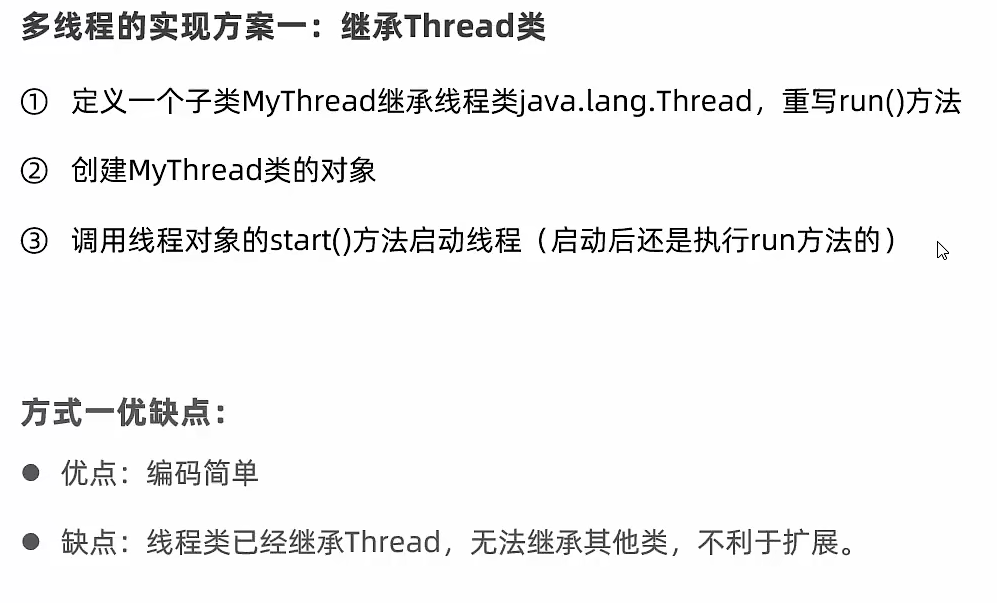 多线程的实现方案一：继承Thread类
① 定义一个子类MyThread继承线程类java.lang.Thread，重写run()方法
② 创建MyThread类的对象
③ 调用线程对象的start()方法启动线程（启动后还是执行run方法的）
方式一优缺点：
● 优点：编码简单
● 缺点：线程类已经继承Thread，无法继承其他类，不利于扩展。